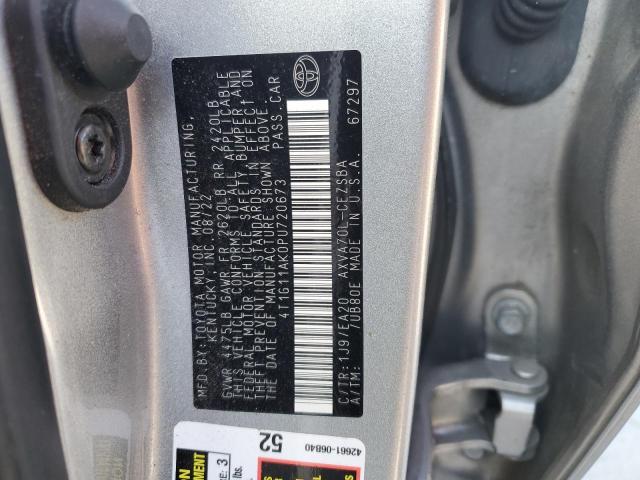 MFD.BY: TOYOTA MOTOR MANUFACTURING,
KENTUCKY, INC. 08/22
GVWR 4475LB GAWR FR 2620LB RR 2420LB
THIS VEHICLE CONFORMS TO ALL APPLICABLE
FEDERAL MOTOR VEHICLE SAFETY, BUMPER AND
THEFT PREVENTION STANDARDS IN EFFECT ON
THE DATE OF MANUFACTURE SHOWN ABOVE.
4T1G11AK0PU720673 PASS.CAR
C/TR: 1J9/EA20 AXVA70L-CEZSBA
A/TM: /UB80E MADE IN U.S.A. 67297
42661-06B40
52